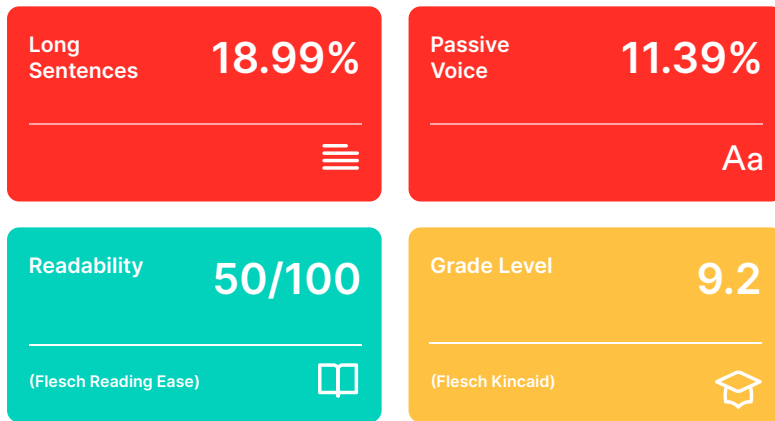 Long
Sentences
18.99%
Passive
Voice
11.39%
Aa
Readability
50/100
(Flesch Reading Ease)
Grade Level
9.2
(Flesch Kincaid)